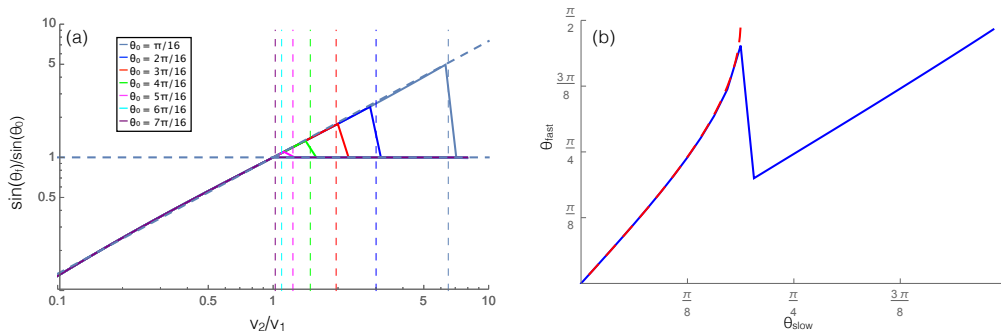 (a)
10
5
1
0.5
sin(θf)/sin(θ0)
θ₀ = π/16
θ₀ = 2π/16
θ₀ = 3π/16
θ₀ = 4π/16
θ₀ = 5π/16
θ₀ = 6π/16
θ₀ = 7π/16
0.1
0.5
1
5
10
v₂/v₁
(b)
π/2
3π/8
π/4
π/8
θfast
π/8
π/4
3π/8
θslow